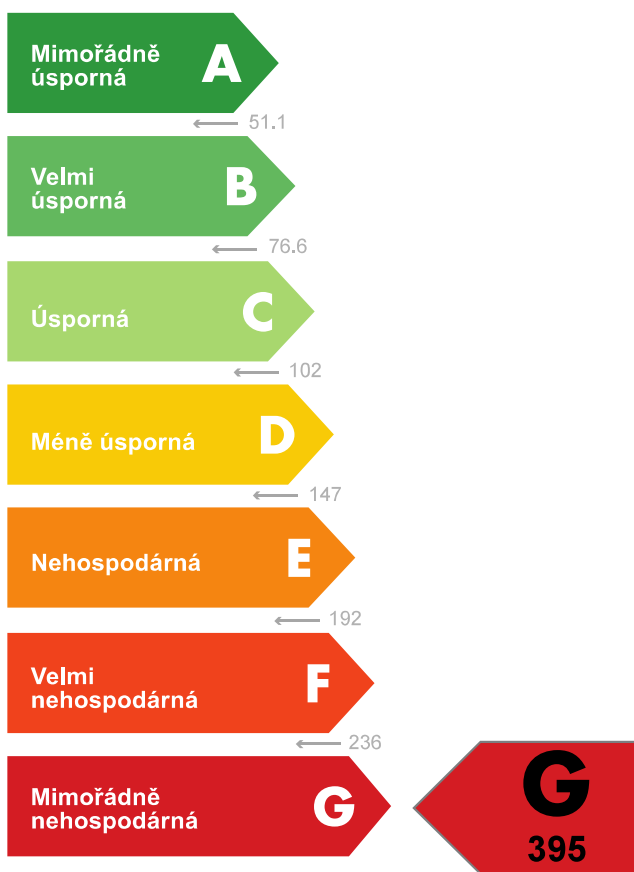 Mimořádně
úsporná
A
51.1
Velmi
úsporná
B
76.6
Úsporná
C
102
Méně úsporná
D
147
Nehospodárná
E
192
Velmi
nehospodárná
F
236
Mimořádně
nehospodárná
G
G
395